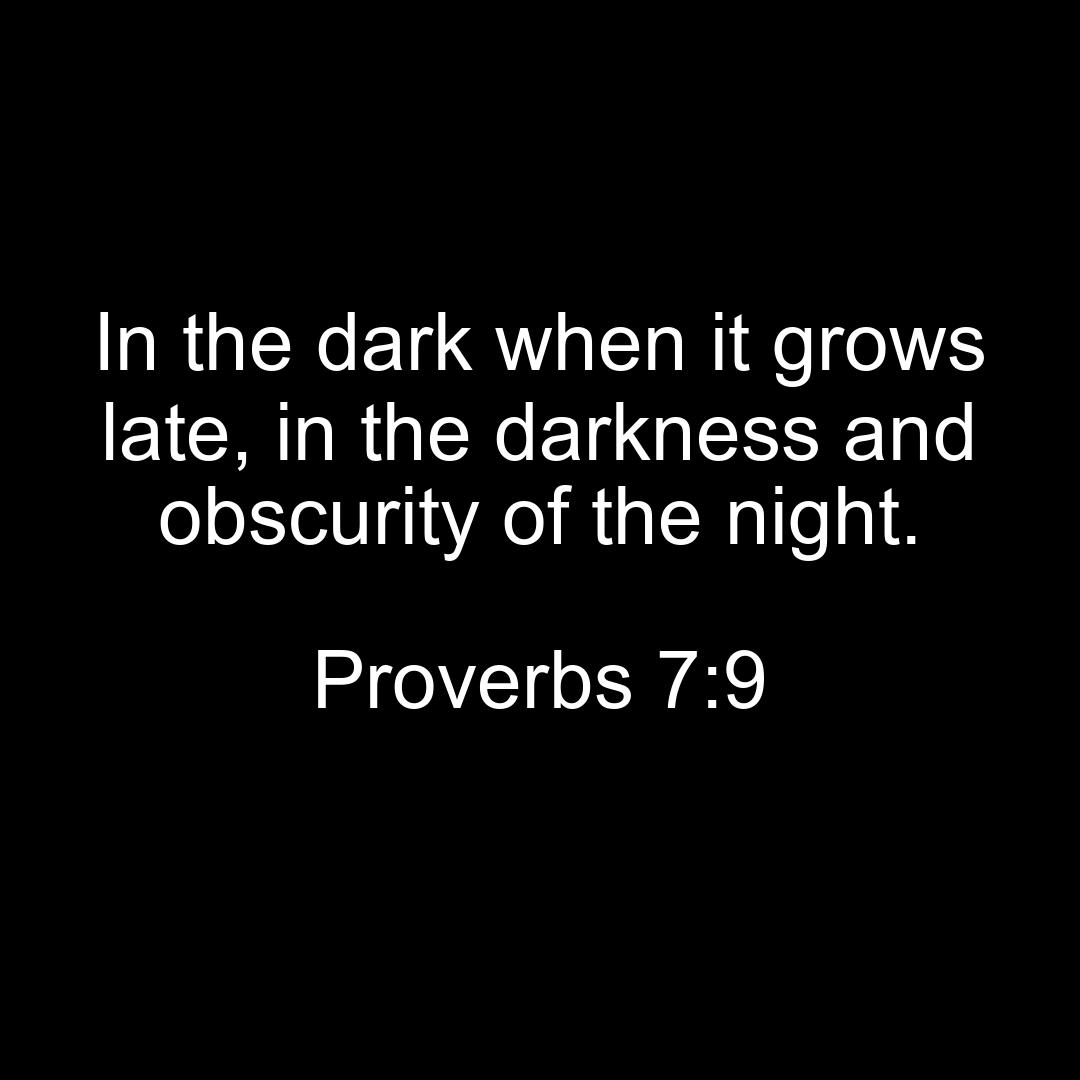 In the dark when it grows
late, in the darkness and
obscurity of the night.
Proverbs 7:9